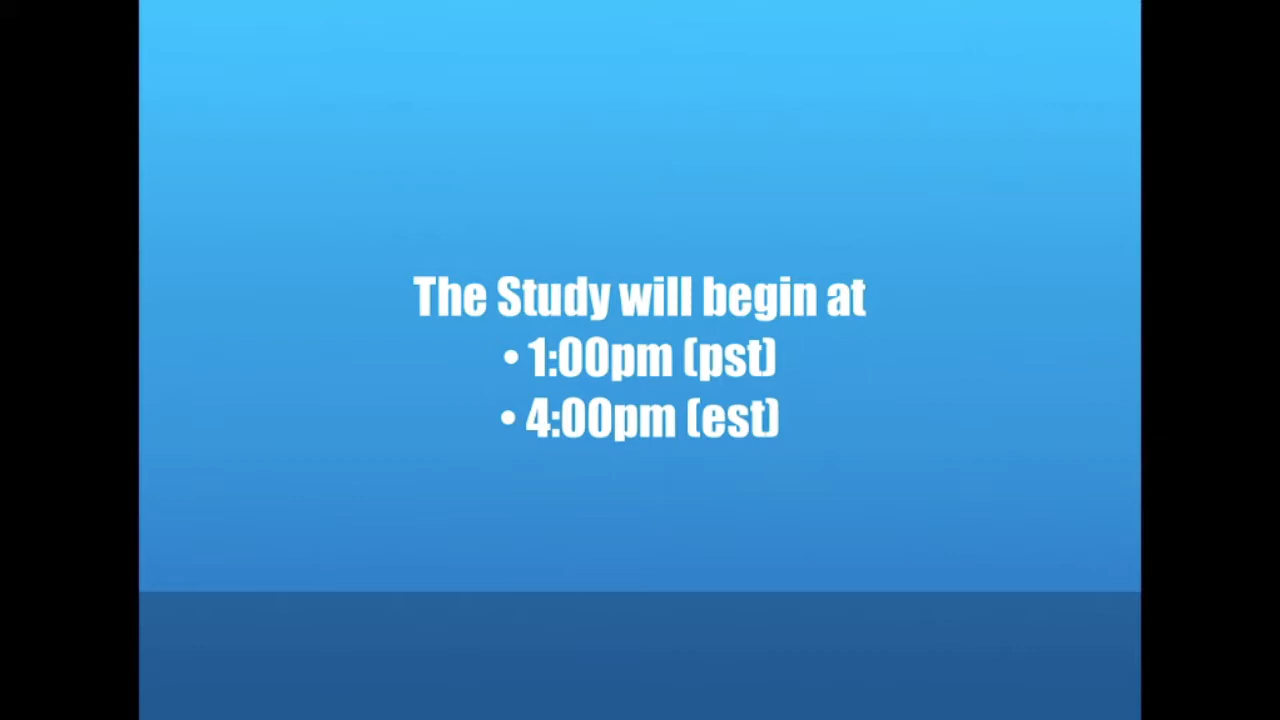 The Study will begin at
• 1:00pm (pst)
• 4:00pm (est)